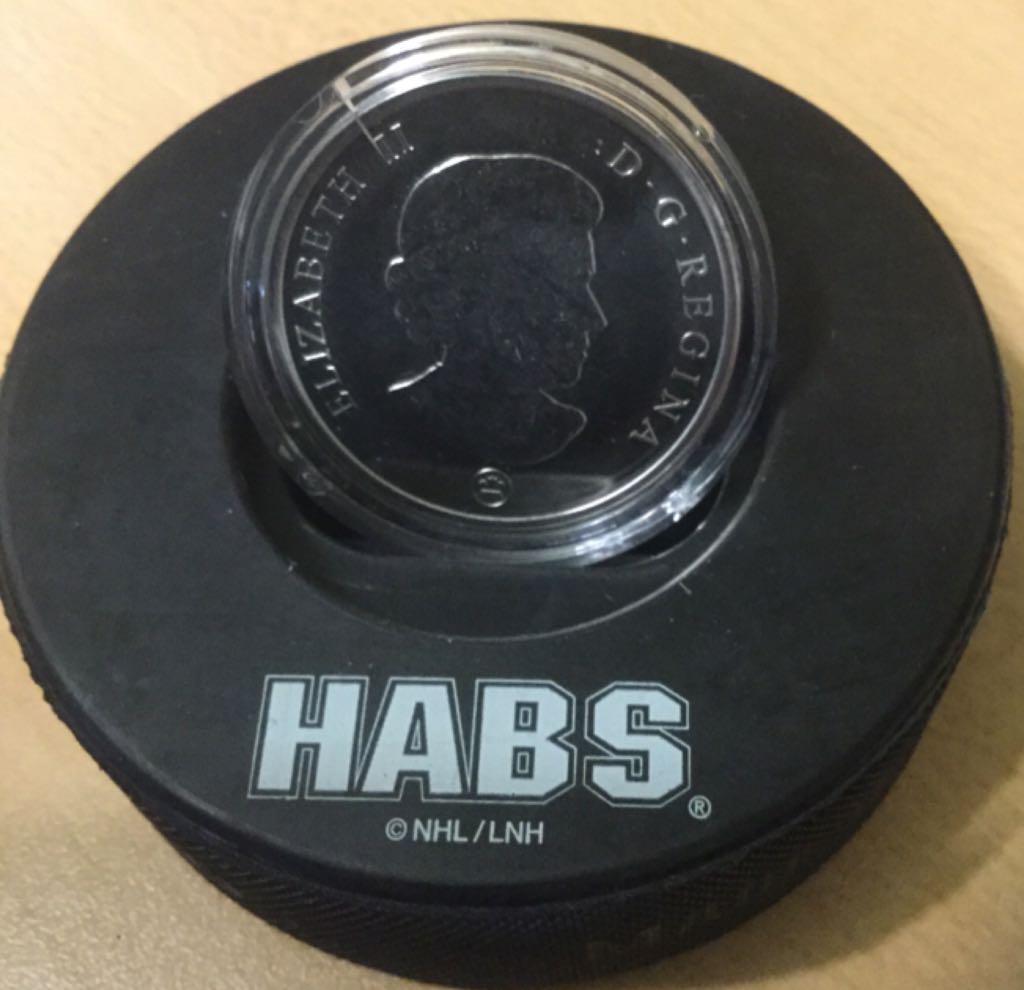 ELIZABETH II
D·G·REGINA
HABS®
© NHL / LNH